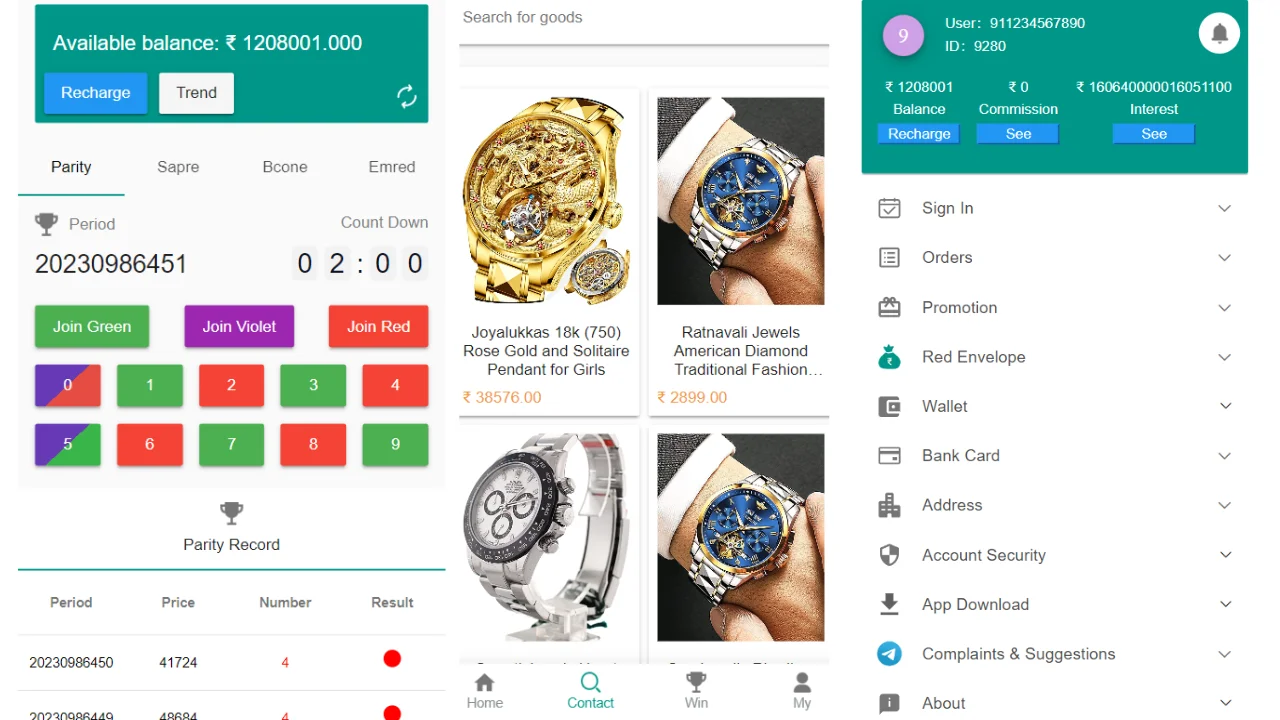 Available balance: ₹ 1208001.000
Recharge
Trend
Parity
Sapre
Bcone
Emred
Period
Count Down
20230986451
0 2 : 0 0
Join Green
Join Violet
Join Red
0
1
2
3
4
5
6
7
8
9
Parity Record
Period
Price
Number
Result
20230986450
41724
4
20230986449
48684
4
Search for goods
Joyalukkas 18k (750)
Rose Gold and Solitaire
Pendant for Girls
₹ 38576.00
Ratnavali Jewels
American Diamond
Traditional Fashion…
₹ 2899.00
Home
Contact
Win
My
9
User: 911234567890
ID: 9280
₹ 1208001
Balance
Recharge
₹ 0
Commission
See
₹ 160640000016051100
Interest
See
Sign In
Orders
Promotion
Red Envelope
Wallet
Bank Card
Address
Account Security
App Download
Complaints & Suggestions
About